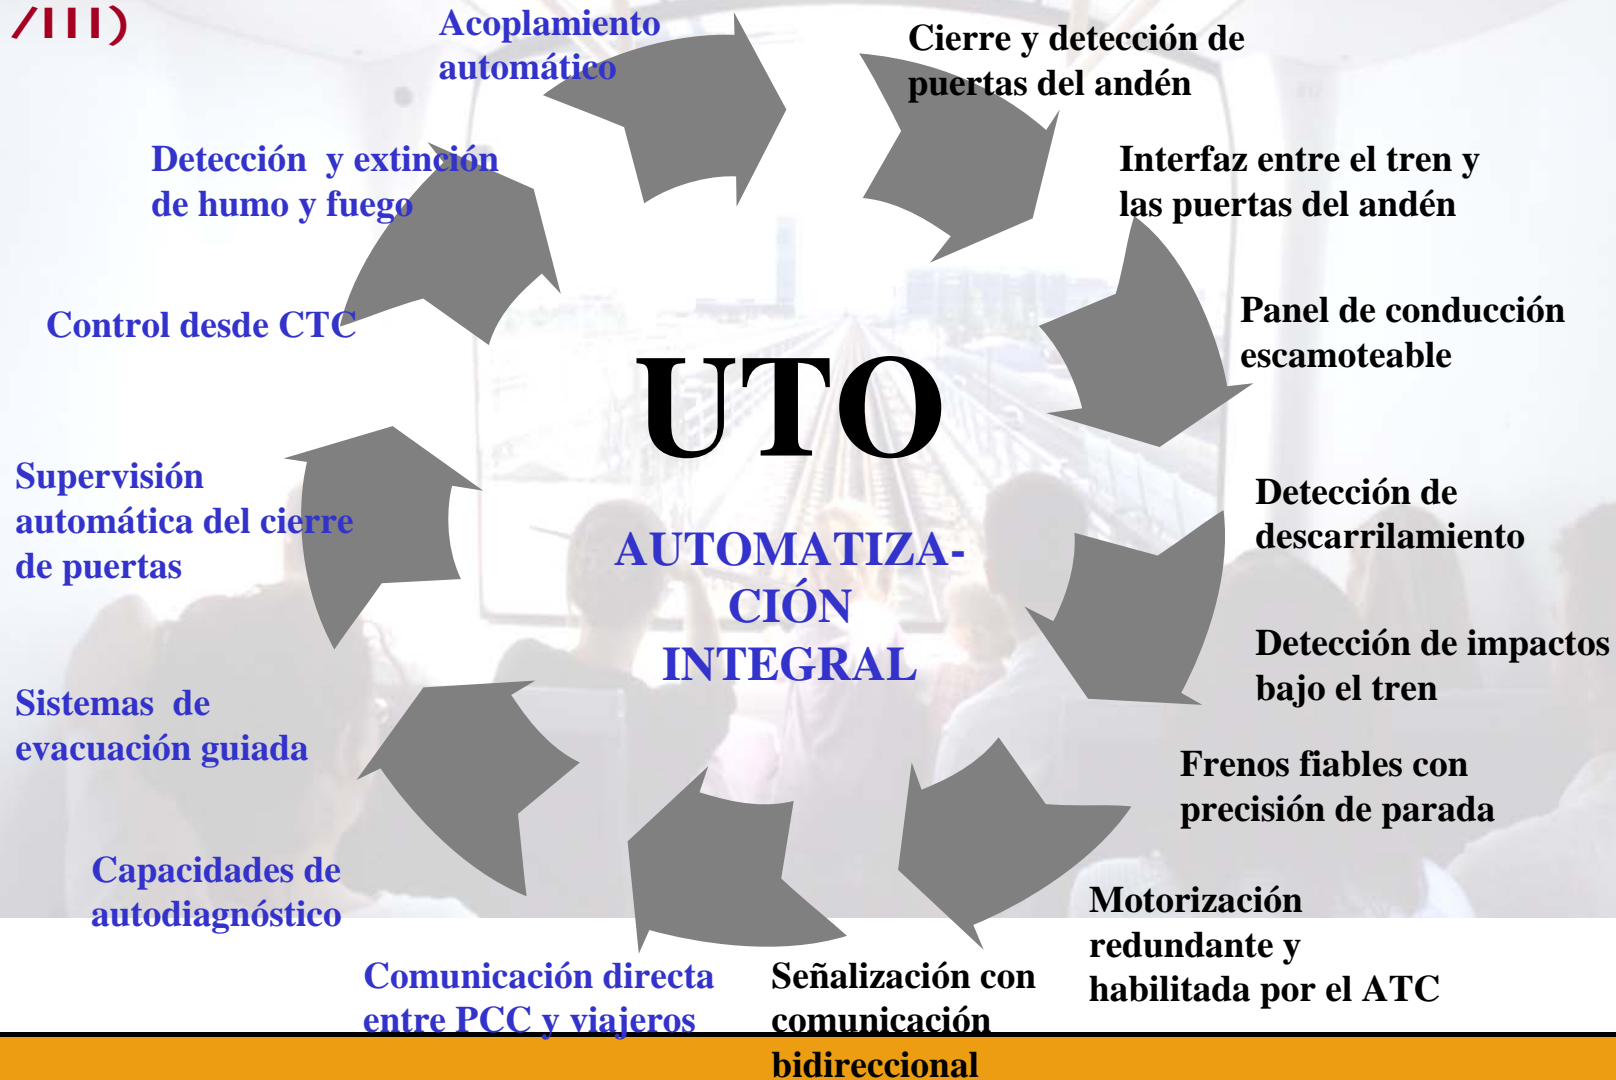 /III)
Acoplamiento
automático
Cierre y detección de
puertas del andén
Interfaz entre el tren y
las puertas del andén
Panel de conducción
escamoteable
Detección de
descarrilamiento
Detección de impactos
bajo el tren
Frenos fiables con
precisión de parada
Motorización
redundante y
habilitada por el ATC
Señalización con
comunicación
bidireccional
Comunicación directa
entre PCC y viajeros
Capacidades de
autodiagnóstico
Sistemas de
evacuación guiada
Supervisión
automática del cierre
de puertas
Control desde CTC
Detección y extinción
de humo y fuego
UTO
AUTOMATIZA-
CIÓN
INTEGRAL